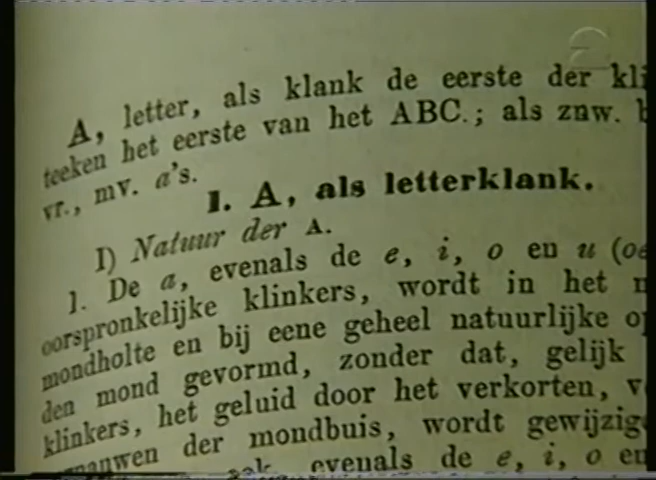 A, letter, als klank de eerste der
teeken het eerste van het ABC.; als znw.
vr., mv. a's.
I. A, als letterklank.
I) Natuur der A.
1. De a, evenals de e, i, o en u
oorspronkelijke klinkers, wordt in het
mondholte en bij eene geheel natuurlijke
den mond gevormd, zonder dat, gelijk
klinkers, het geluid door het verkorten,
der mondbuis, wordt
evenals de e, i, o en